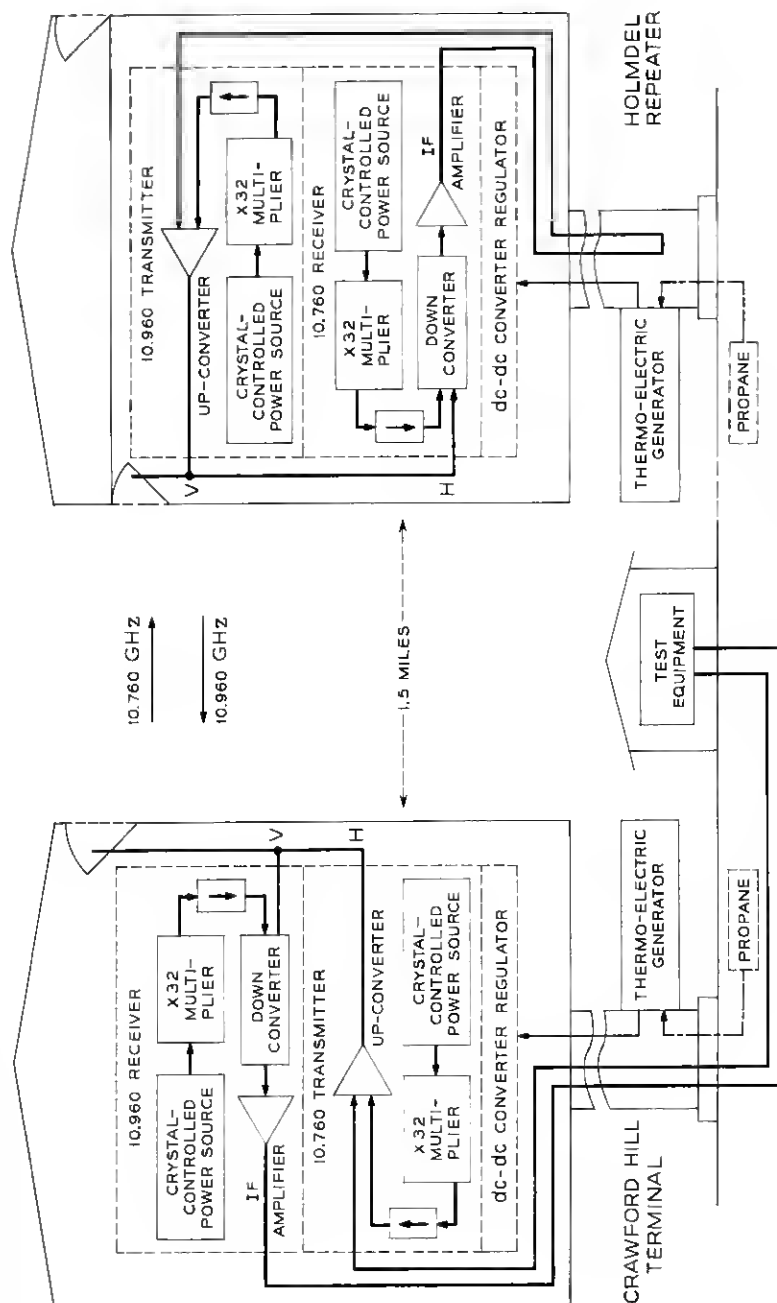 10.960 RECEIVER
CRYSTAL-
CONTROLLED
POWER SOURCE
X32
MULTI-
PLIER
IF
AMPLIFIER
DOWN
CONVERTER
V
H
10.760 TRANSMITTER
UP-CONVERTER
X 32
MULTI-
PLIER
CRYSTAL-
CONTROLLED
POWER SOURCE
dc-dc CONVERTER REGULATOR
CRAWFORD HILL
TERMINAL
THERMO-ELECTRIC
GENERATOR
PROPANE
10.760 GHz
10.960 GHz
1.5 MILES
TEST
EQUIPMENT
10.960 TRANSMITTER
UP-CONVERTER
V
CRYSTAL-
CONTROLLED
POWER SOURCE
X32
MULTI-
PLIER
10.760 RECEIVER
X32
MULTI-
PLIER
CRYSTAL-
CONTROLLED
POWER SOURCE
H
DOWN
CONVERTER
IF
AMPLIFIER
dc-dc CONVERTER REGULATOR
THERMO-ELECTRIC
GENERATOR
PROPANE
HOLMDEL
REPEATER